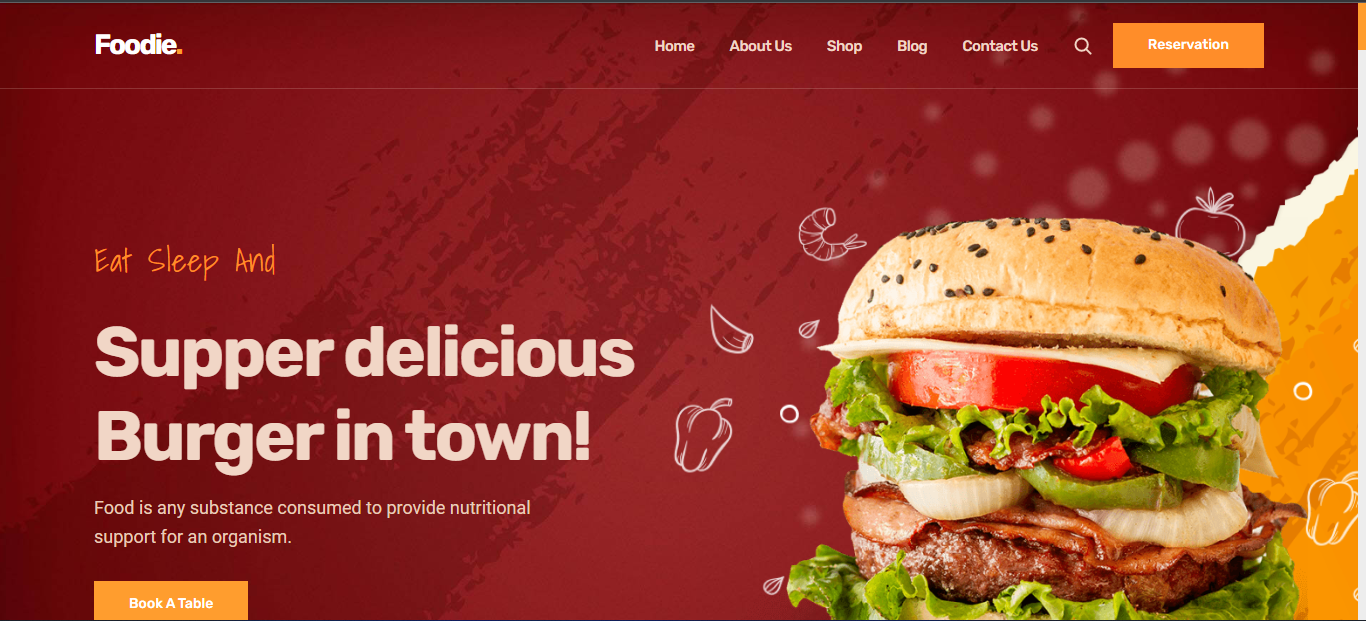 Foodie.
Home About Us Shop Blog Contact Us Reservation
Eat Sleep And
Supper delicious
Burger in town!
Food is any substance consumed to provide nutritional
support for an organism.
Book A Table